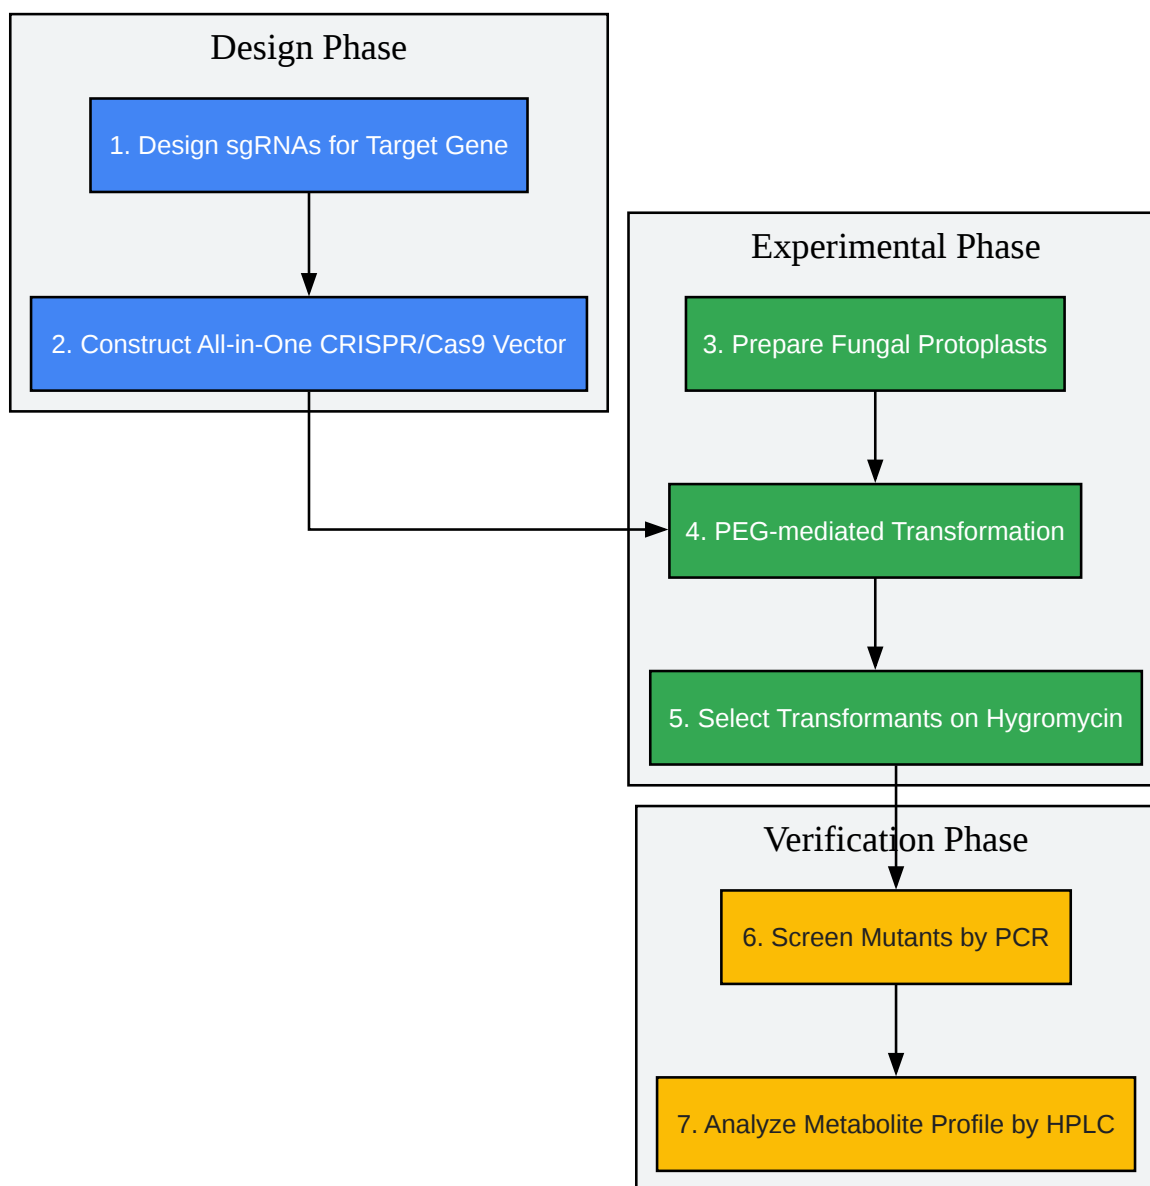 Design Phase
1. Design sgRNAs for Target Gene
2. Construct All-in-One CRISPR/Cas9 Vector
Experimental Phase
3. Prepare Fungal Protoplasts
4. PEG-mediated Transformation
5. Select Transformants on Hygromycin
Verification Phase
6. Screen Mutants by PCR
7. Analyze Metabolite Profile by HPLC